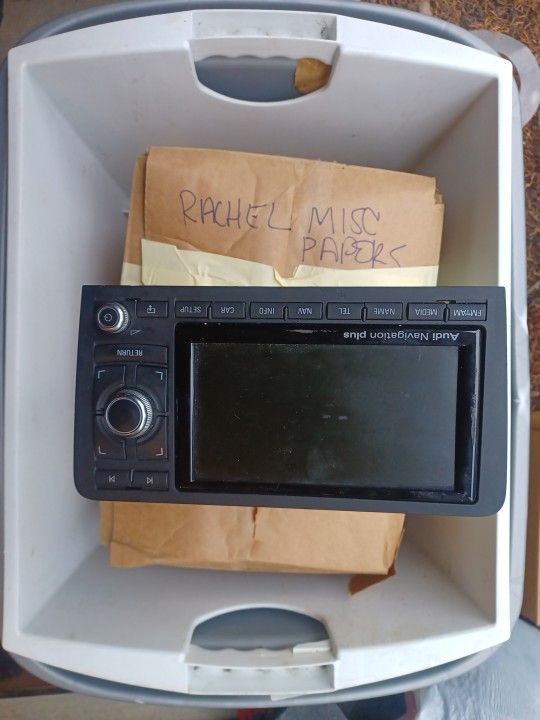 RACHEL MISC
PAPERS
FM/AM MEDIA NAME TEL NAV INFO CAR SETUP
Audi Navigation plus
RETURN